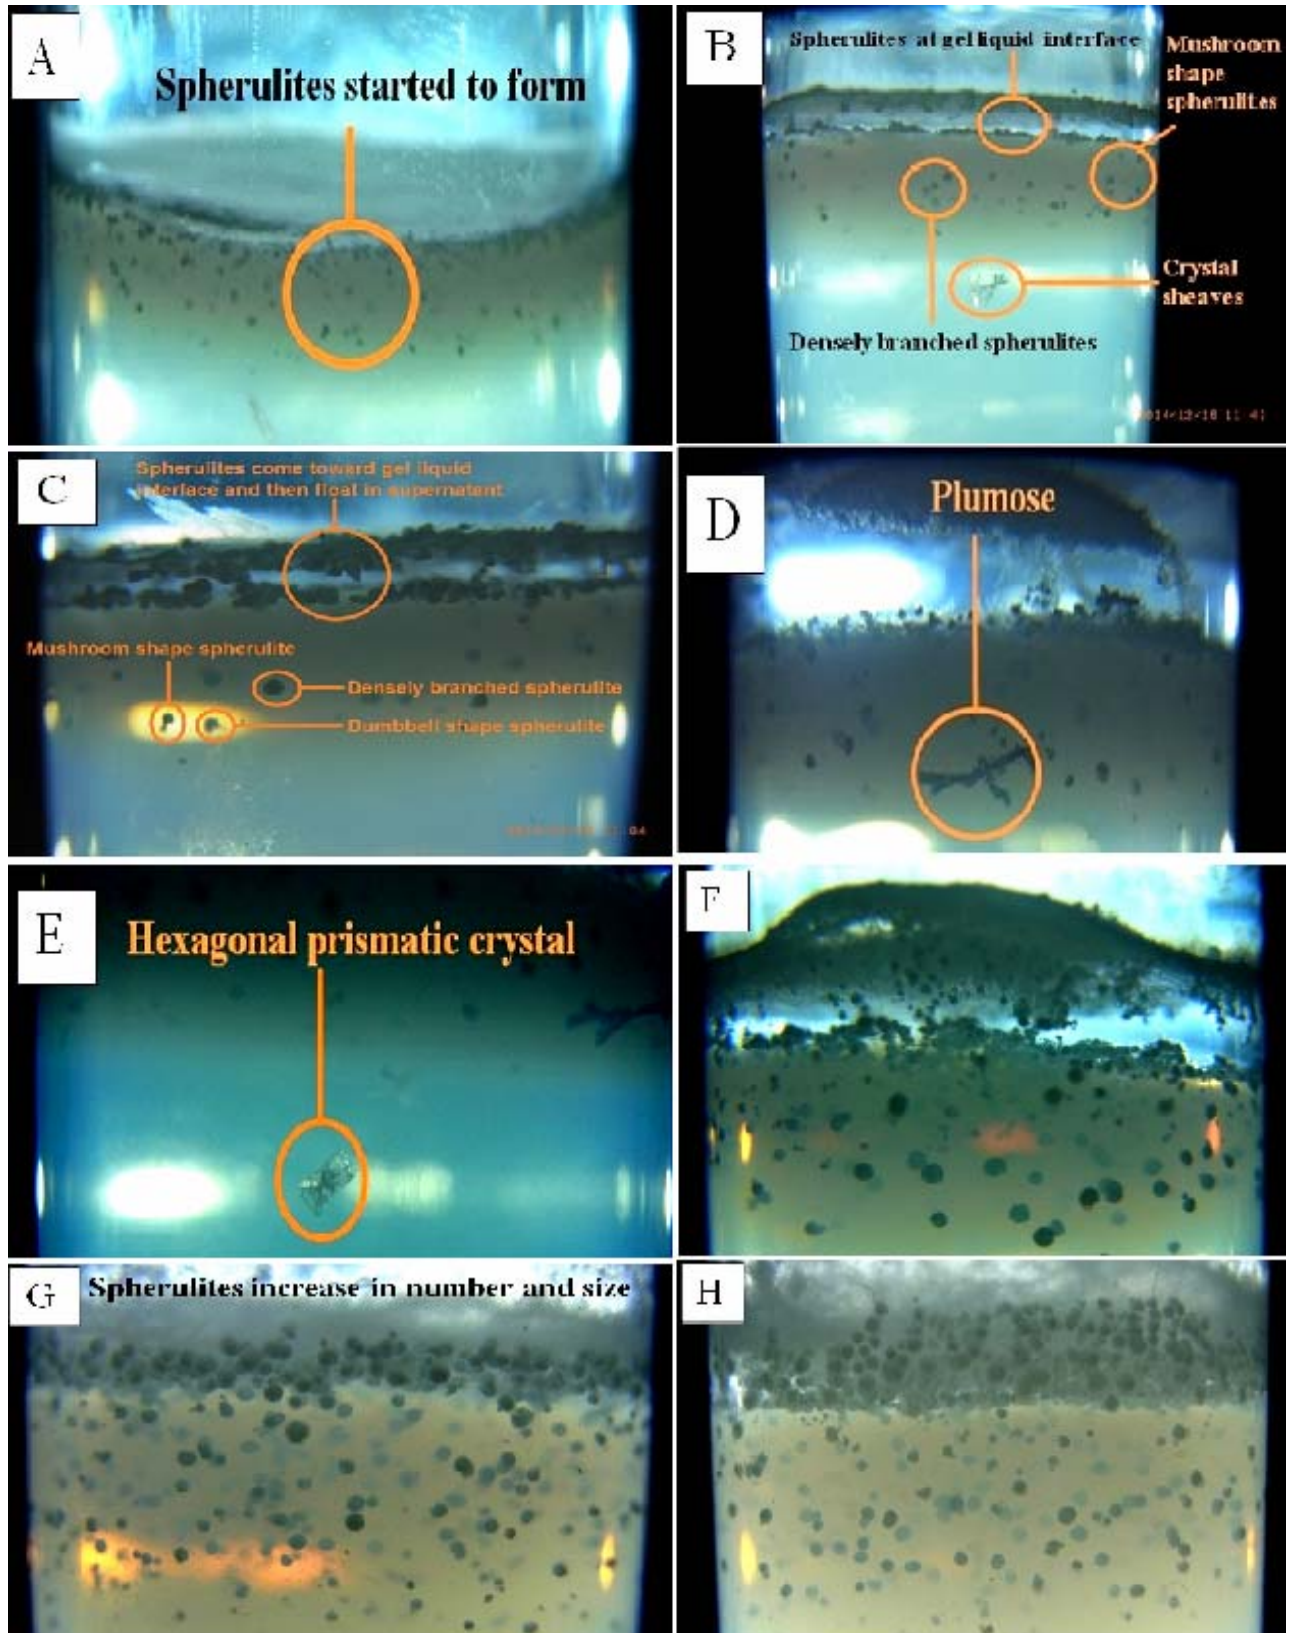 A
Spherulites started to form
B
Spherulites at gel liquid interface
Mushroom
shape
spherulites
Crystal
sheaves
Densely branched spherulites
C
Spherulites come toward gel liquid
interface and then float in supernatant
Mushroom shape spherulite
Densely branched spherulite
Dumbbell shape spherulite
D
Plumose
E
Hexagonal prismatic crystal
F
G
Spherulites increase in number and size
H